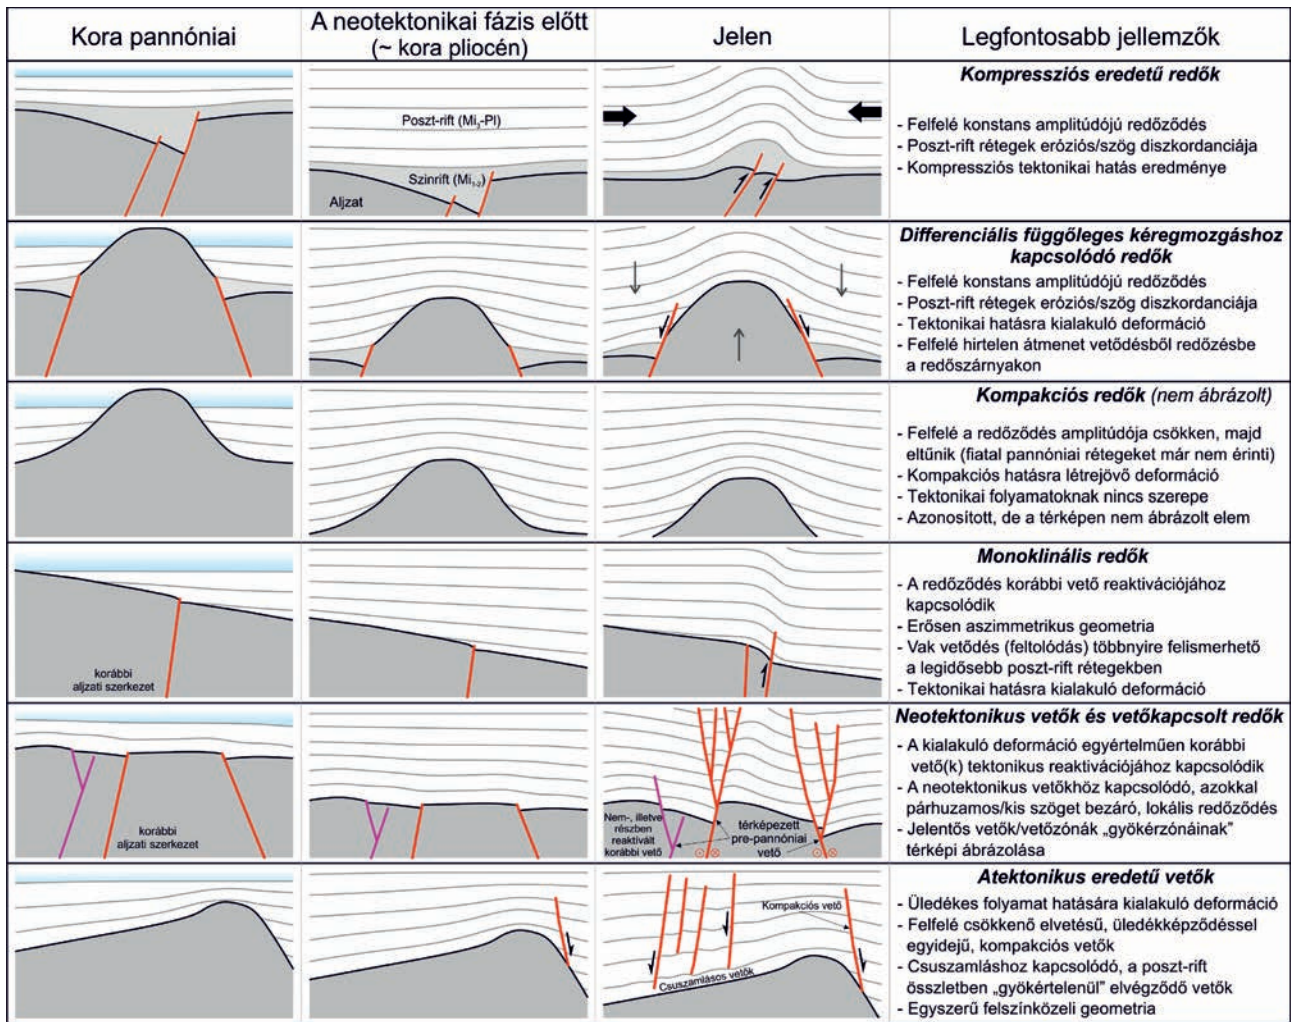 Kora pannóniai
A neotektonikai fázis előtt
(~ kora pliocén)
Jelen
Legfontosabb jellemzők
Poszt-rift (Mi₃-Pl)
Szinrift (Mi₁₋₃)
Aljzat
Kompressziós eredetű redők
- Felfelé konstans amplitúdójú redőződés
- Poszt-rift rétegek eróziós/szög diszkordanciája
- Kompressziós tektonikai hatás eredménye
Differenciális függőleges kéregmozgáshoz
kapcsolódó redők
- Felfelé konstans amplitúdójú redőződés
- Poszt-rift rétegek eróziós/szög diszkordanciája
- Tektonikai hatásra kialakuló deformáció
- Felfelé hirtelen átmenet vetődésből redőzésbe
a redőszárnyakon
Kompakciós redők (nem ábrázolt)
- Felfelé a redőződés amplitúdója csökken, majd
eltűnik (fiatal pannóniai rétegeket már nem érinti)
- Kompakciós hatásra létrejövő deformáció
- Tektonikai folyamatoknak nincs szerepe
- Azonosított, de a térképen nem ábrázolt elem
korábbi
aljzati szerkezet
Monoklinális redők
- A redőződés korábbi vető reaktivációjához
kapcsolódik
- Erősen aszimmetrikus geometria
- Vak vetődés (feltolódás) többnyire felismerhető
a legidősebb poszt-rift rétegekben
- Tektonikai hatásra kialakuló deformáció
korábbi
aljzati szerkezet
Nem-, illetve
részben
reaktivált
korábbi vető
térképezett
pre-pannóniai
vető
Neotektonikus vetők és vetőkapcsolt redők
- A kialakuló deformáció egyértelműen korábbi
vető(k) tektonikus reaktivációjához kapcsolódik
- A neotektonikus vetőkhöz kapcsolódó, azokkal
párhuzamos/kis szöget bezáró, lokális redőződés
- Jelentős vetők/vetőzónák „gyökérzónáinak”
térképi ábrázolása
Kompakciós vető
Csuszamlásos vetők
Atektonikus eredetű vetők
- Üledékes folyamat hatására kialakuló deformáció
- Felfelé csökkenő elvetésű, üledékképződéssel
egyidejű, kompakciós vetők
- Csuszamláshoz kapcsolódó, a poszt-rift
összletben „gyökértelenül” elvégződő vetők
- Egyszerű felszínközeli geometria